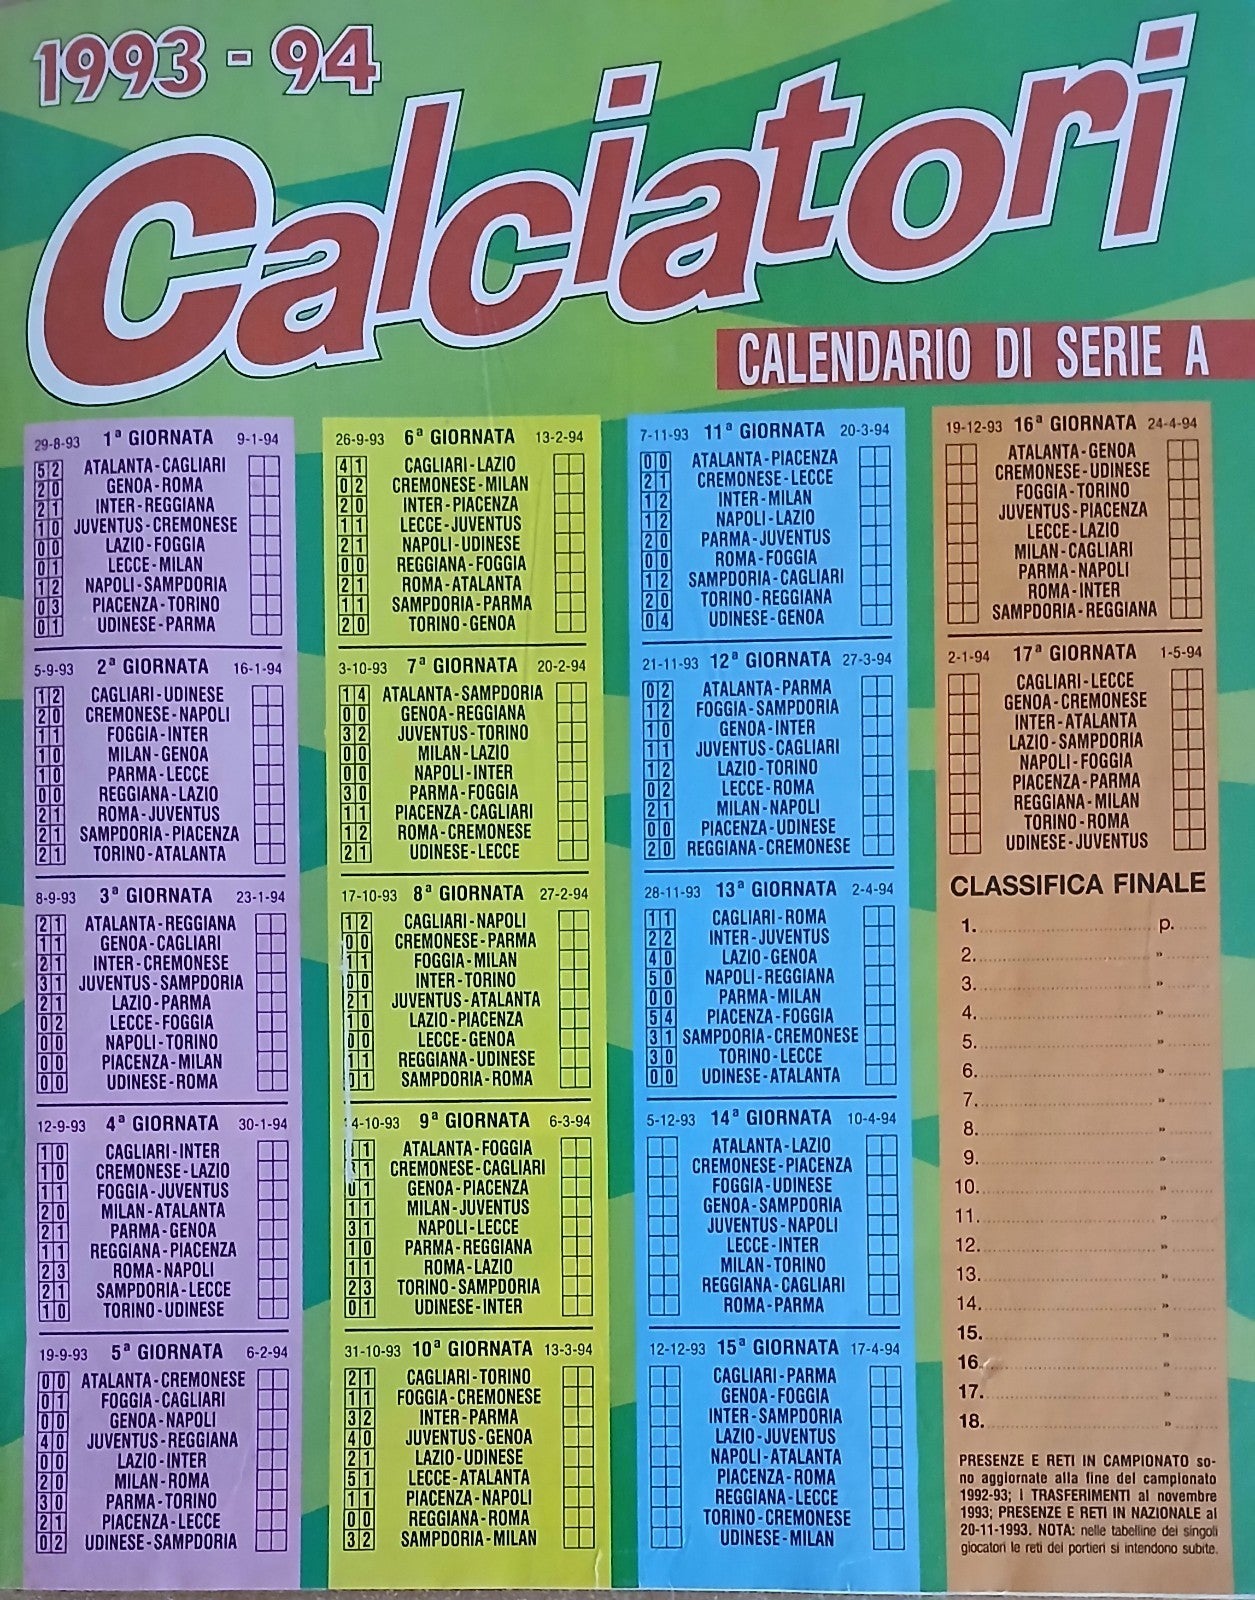 1993 - 94
Calciatori
CALENDARIO DI SERIE A
29-8-93 1ª GIORNATA 9-1-94
5 2 ATALANTA-CAGLIARI
2 0 GENOA-ROMA
2 1 INTER-REGGIANA
1 0 JUVENTUS-CREMONESE
0 0 LAZIO-FOGGIA
0 1 LECCE-MILAN
1 2 NAPOLI-SAMPDORIA
0 3 PIACENZA-TORINO
0 1 UDINESE-PARMA
5-9-93 2ª GIORNATA 16-1-94
1 2 CAGLIARI-UDINESE
2 0 CREMONESE-NAPOLI
1 1 FOGGIA-INTER
1 0 MILAN-GENOA
1 0 PARMA-LECCE
0 0 REGGIANA-LAZIO
2 1 ROMA-JUVENTUS
2 1 SAMPDORIA-PIACENZA
2 1 TORINO-ATALANTA
8-9-93 3ª GIORNATA 23-1-94
2 1 ATALANTA-REGGIANA
1 1 GENOA-CAGLIARI
2 1 INTER-CREMONESE
3 1 JUVENTUS-SAMPDORIA
2 1 LAZIO-PARMA
0 2 LECCE-FOGGIA
0 0 NAPOLI-TORINO
0 0 PIACENZA-MILAN
0 0 UDINESE-ROMA
12-9-93 4ª GIORNATA 30-1-94
1 0 CAGLIARI-INTER
1 0 CREMONESE-LAZIO
1 1 FOGGIA-JUVENTUS
2 0 MILAN-ATALANTA
2 1 PARMA-GENOA
1 1 REGGIANA-PIACENZA
2 3 ROMA-NAPOLI
2 1 SAMPDORIA-LECCE
1 0 TORINO-UDINESE
19-9-93 5ª GIORNATA 6-2-94
0 0 ATALANTA-CREMONESE
0 1 FOGGIA-CAGLIARI
0 0 GENOA-NAPOLI
4 0 JUVENTUS-REGGIANA
0 0 LAZIO-INTER
2 0 MILAN-ROMA
3 0 PARMA-TORINO
2 1 PIACENZA-LECCE
0 2 UDINESE-SAMPDORIA
26-9-93 6ª GIORNATA 13-2-94
4 1 CAGLIARI-LAZIO
0 2 CREMONESE-MILAN
2 0 INTER-PIACENZA
1 1 LECCE-JUVENTUS
2 1 NAPOLI-UDINESE
0 0 REGGIANA-FOGGIA
2 1 ROMA-ATALANTA
1 1 SAMPDORIA-PARMA
2 0 TORINO-GENOA
3-10-93 7ª GIORNATA 20-2-94
1 4 ATALANTA-SAMPDORIA
0 0 GENOA-REGGIANA
3 2 JUVENTUS-TORINO
0 0 MILAN-LAZIO
0 0 NAPOLI-INTER
3 0 PARMA-FOGGIA
1 1 PIACENZA-CAGLIARI
1 2 ROMA-CREMONESE
2 1 UDINESE-LECCE
17-10-93 8ª GIORNATA 27-2-94
1 2 CAGLIARI-NAPOLI
0 0 CREMONESE-PARMA
1 1 FOGGIA-MILAN
0 0 INTER-TORINO
2 1 JUVENTUS-ATALANTA
1 0 LAZIO-PIACENZA
0 0 LECCE-GENOA
1 1 REGGIANA-UDINESE
0 1 SAMPDORIA-ROMA
4-10-93 9ª GIORNATA 6-3-94
1 1 ATALANTA-FOGGIA
1 CREMONESE-CAGLIARI
0 1 GENOA-PIACENZA
1 1 MILAN-JUVENTUS
3 1 NAPOLI-LECCE
1 0 PARMA-REGGIANA
1 1 ROMA-LAZIO
2 3 TORINO-SAMPDORIA
0 1 UDINESE-INTER
31-10-93 10ª GIORNATA 13-3-94
2 1 CAGLIARI-TORINO
1 1 FOGGIA-CREMONESE
3 2 INTER-PARMA
4 0 JUVENTUS-GENOA
2 1 LAZIO-UDINESE
5 1 LECCE-ATALANTA
1 1 PIACENZA-NAPOLI
0 0 REGGIANA-ROMA
3 2 SAMPDORIA-MILAN
7-11-93 11ª GIORNATA 20-3-94
0 0 ATALANTA-PIACENZA
2 1 CREMONESE-LECCE
1 2 INTER-MILAN
1 2 NAPOLI-LAZIO
2 0 PARMA-JUVENTUS
0 0 ROMA-FOGGIA
1 2 SAMPDORIA-CAGLIARI
2 0 TORINO-REGGIANA
0 4 UDINESE-GENOA
21-11-93 12ª GIORNATA 27-3-94
0 2 ATALANTA-PARMA
1 2 FOGGIA-SAMPDORIA
1 0 GENOA-INTER
1 1 JUVENTUS-CAGLIARI
1 2 LAZIO-TORINO
0 2 LECCE-ROMA
2 1 MILAN-NAPOLI
0 0 PIACENZA-UDINESE
2 0 REGGIANA-CREMONESE
28-11-93 13ª GIORNATA 2-4-94
1 1 CAGLIARI-ROMA
2 2 INTER-JUVENTUS
4 0 LAZIO-GENOA
5 0 NAPOLI-REGGIANA
0 0 PARMA-MILAN
5 4 PIACENZA-FOGGIA
3 1 SAMPDORIA-CREMONESE
3 0 TORINO-LECCE
0 0 UDINESE-ATALANTA
5-12-93 14ª GIORNATA 10-4-94
ATALANTA-LAZIO
CREMONESE-PIACENZA
FOGGIA-UDINESE
GENOA-SAMPDORIA
JUVENTUS-NAPOLI
LECCE-INTER
MILAN-TORINO
REGGIANA-CAGLIARI
ROMA-PARMA
12-12-93 15ª GIORNATA 17-4-94
CAGLIARI-PARMA
GENOA-FOGGIA
INTER-SAMPDORIA
LAZIO-JUVENTUS
NAPOLI-ATALANTA
PIACENZA-ROMA
REGGIANA-LECCE
TORINO-CREMONESE
UDINESE-MILAN
19-12-93 16ª GIORNATA 24-4-94
ATALANTA-GENOA
CREMONESE-UDINESE
FOGGIA-TORINO
JUVENTUS-PIACENZA
LECCE-LAZIO
MILAN-CAGLIARI
PARMA-NAPOLI
ROMA-INTER
SAMPDORIA-REGGIANA
2-1-94 17ª GIORNATA 1-5-94
CAGLIARI-LECCE
GENOA-CREMONESE
INTER-ATALANTA
LAZIO-SAMPDORIA
NAPOLI-FOGGIA
PIACENZA-PARMA
REGGIANA-MILAN
TORINO-ROMA
UDINESE-JUVENTUS
CLASSIFICA FINALE
1. p.
2. »
3. »
4. »
5. »
6. »
7. »
8. »
9. »
10. »
11. »
12. »
13. »
14. »
15. »
16. »
17. »
18. »
PRESENZE E RETI IN CAMPIONATO so-
no aggiornate alla fine del campionato
1992-93; i TRASFERIMENTI al novembre
1993; PRESENZE E RETI IN NAZIONALE al
20-11-1993. NOTA: nelle tabelline dei singoli
giocatori le reti dei portieri si intendono subite.